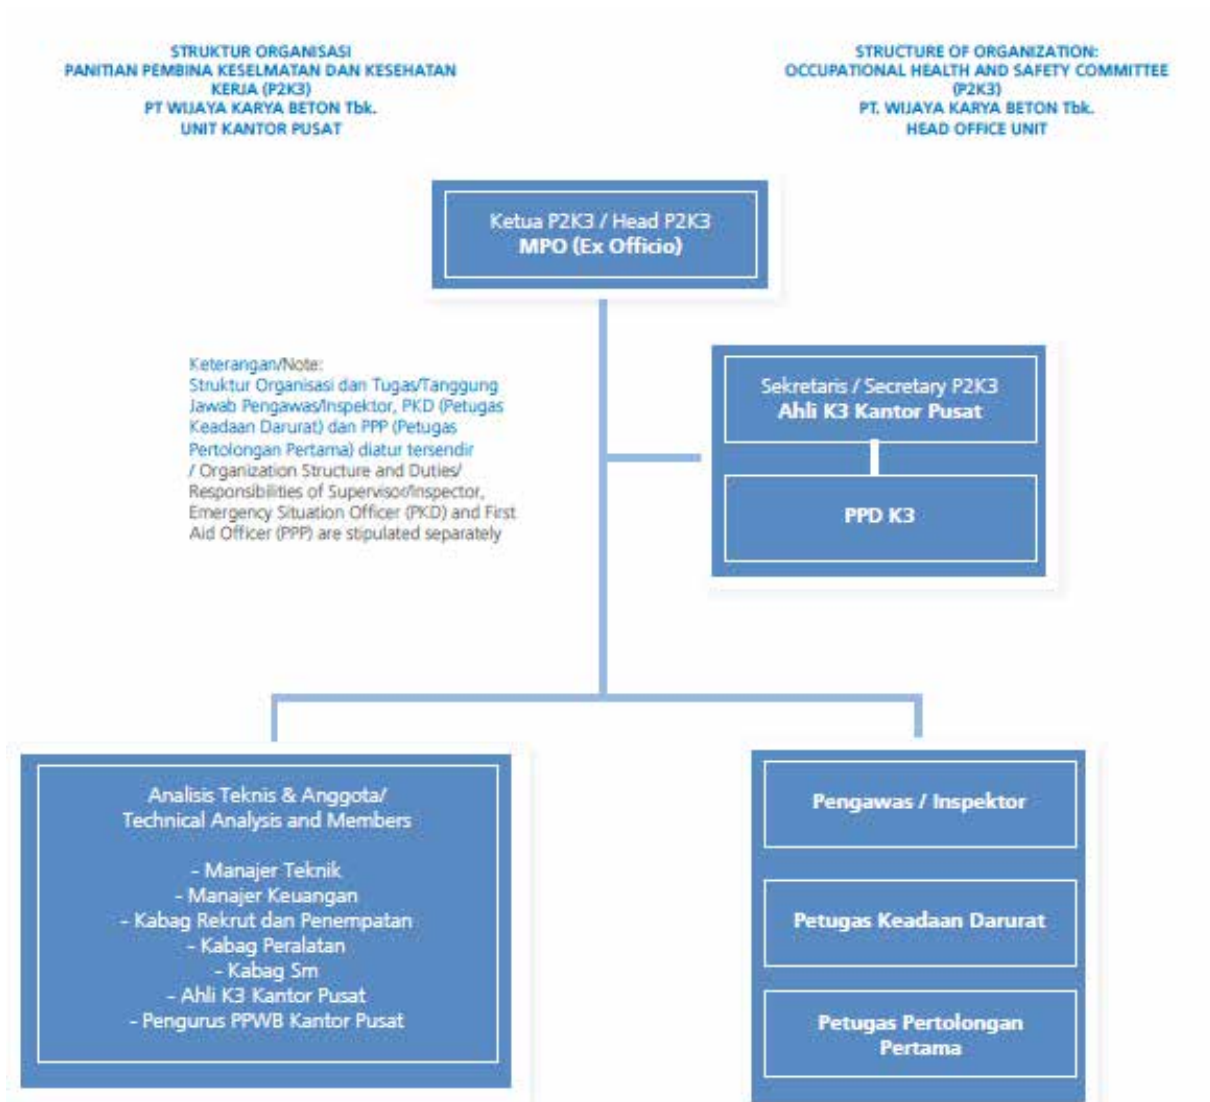 STRUKTUR ORGANISASI
PANITIAN PEMBINA KESELMATAN DAN KESEHATAN
KERJA (P2K3)
PT WIJAYA KARYA BETON Tbk.
UNIT KANTOR PUSAT
STRUCTURE OF ORGANIZATION:
OCCUPATIONAL HEALTH AND SAFETY COMMITTEE
(P2K3)
PT. WIJAYA KARYA BETON Tbk.
HEAD OFFICE UNIT
Ketua P2K3 / Head P2K3
MPO (Ex Officio)
Keterangan/Note:
Struktur Organisasi dan Tugas/Tanggung
Jawab Pengawas/Inspektor, PKD (Petugas
Keadaan Darurat) dan PPP (Petugas
Pertolongan Pertama) diatur tersendir
/ Organization Structure and Duties/
Responsibilities of Supervisor/Inspector,
Emergency Situation Officer (PKD) and First
Aid Officer (PPP) are stipulated separately
Sekretaris / Secretary P2K3
Ahli K3 Kantor Pusat
PPD K3
Analisis Teknis & Anggota/
Technical Analysis and Members
- Manajer Teknik
- Manajer Keuangan
- Kabag Rekrut dan Penempatan
- Kabag Peralatan
- Kabag Sm
- Ahli K3 Kantor Pusat
- Pengurus PPWB Kantor Pusat
Pengawas / Inspektor
Petugas Keadaan Darurat
Petugas Pertolongan
Pertama